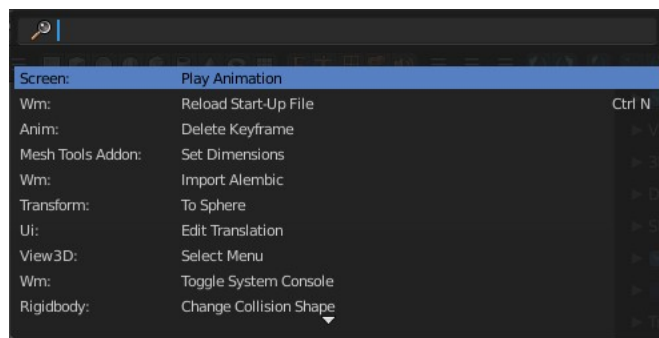 Screen: Play Animation
Wm: Reload Start-Up File Ctrl N
Anim: Delete Keyframe
Mesh Tools Addon: Set Dimensions
Wm: Import Alembic
Transform: To Sphere
Ui: Edit Translation
View3D: Select Menu
Wm: Toggle System Console
Rigidbody: Change Collision Shape